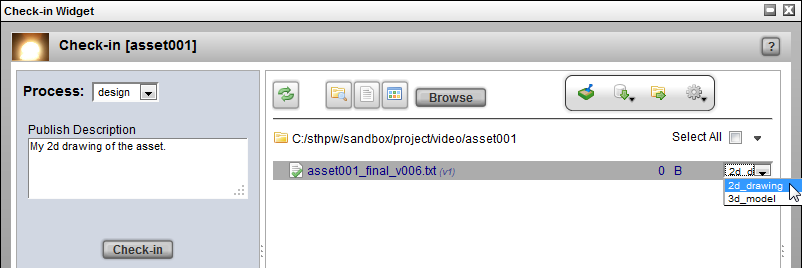 Check-in Widget
Check-in [asset001]
?
Process: design
Publish Description
My 2d drawing of the asset.
Check-in
Browse
C:/sthpw/sandbox/project/video/asset001
Select All
asset001_final_v006.txt (v1) 0 B 2d_d
2d_drawing
3d_model